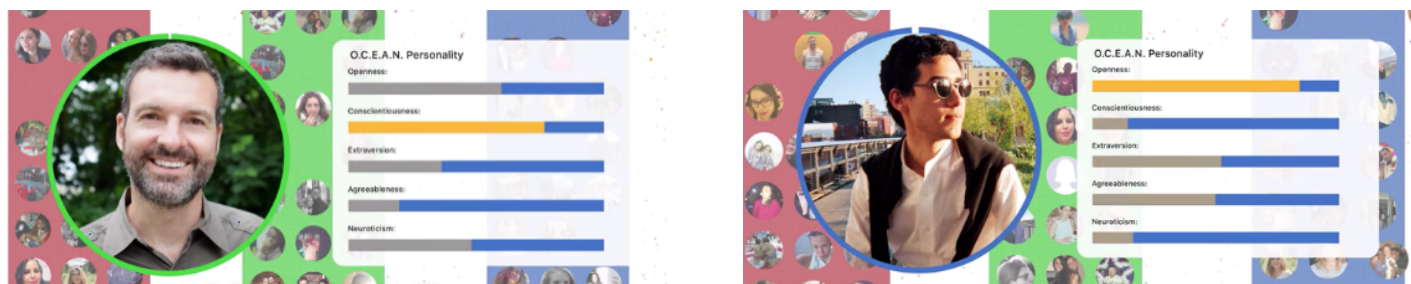 O.C.E.A.N. Personality
Openness:
Conscientiousness:
Extraversion:
Agreeableness:
Neuroticism:
O.C.E.A.N. Personality
Openness:
Conscientiousness:
Extraversion:
Agreeableness:
Neuroticism: